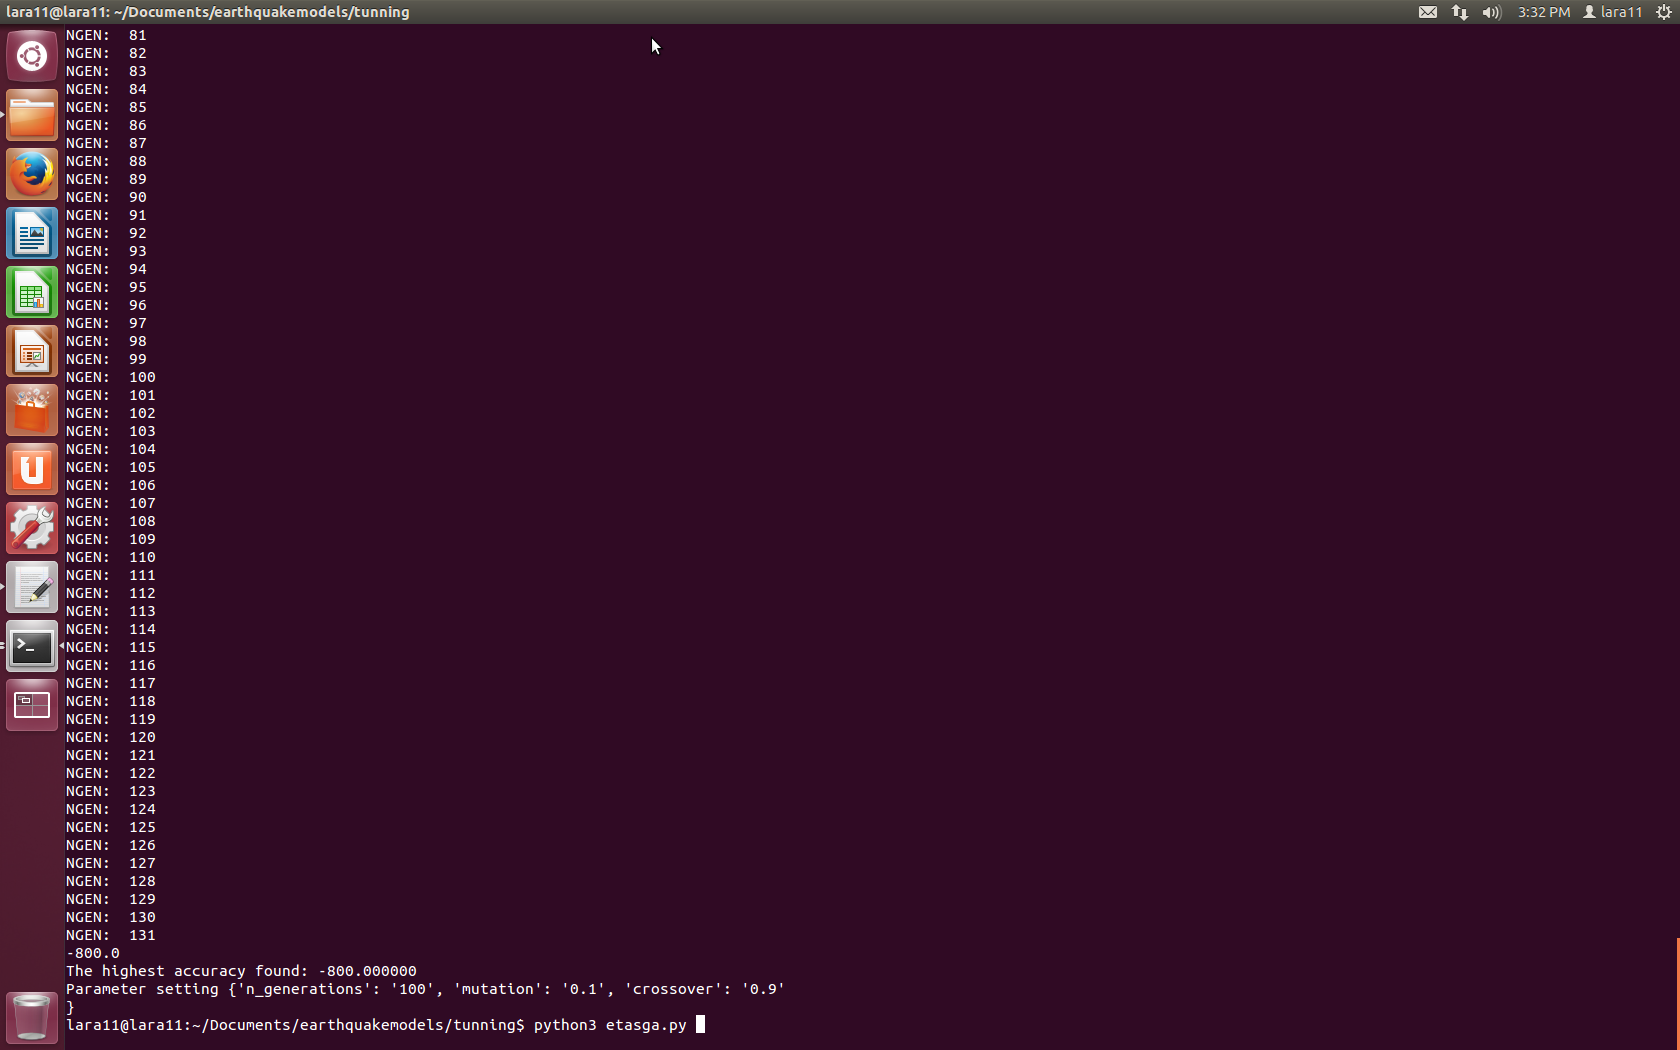 lara11@lara11: ~/Documents/earthquakemodels/tunning 3:32 PM lara11
NGEN:  81
NGEN:  82
NGEN:  83
NGEN:  84
NGEN:  85
NGEN:  86
NGEN:  87
NGEN:  88
NGEN:  89
NGEN:  90
NGEN:  91
NGEN:  92
NGEN:  93
NGEN:  94
NGEN:  95
NGEN:  96
NGEN:  97
NGEN:  98
NGEN:  99
NGEN:  100
NGEN:  101
NGEN:  102
NGEN:  103
NGEN:  104
NGEN:  105
NGEN:  106
NGEN:  107
NGEN:  108
NGEN:  109
NGEN:  110
NGEN:  111
NGEN:  112
NGEN:  113
NGEN:  114
NGEN:  115
NGEN:  116
NGEN:  117
NGEN:  118
NGEN:  119
NGEN:  120
NGEN:  121
NGEN:  122
NGEN:  123
NGEN:  124
NGEN:  125
NGEN:  126
NGEN:  127
NGEN:  128
NGEN:  129
NGEN:  130
NGEN:  131
-800.0
The highest accuracy found: -800.000000
Parameter setting {'n_generations': '100', 'mutation': '0.1', 'crossover': '0.9'
}
lara11@lara11:~/Documents/earthquakemodels/tunning$ python3 etasga.py